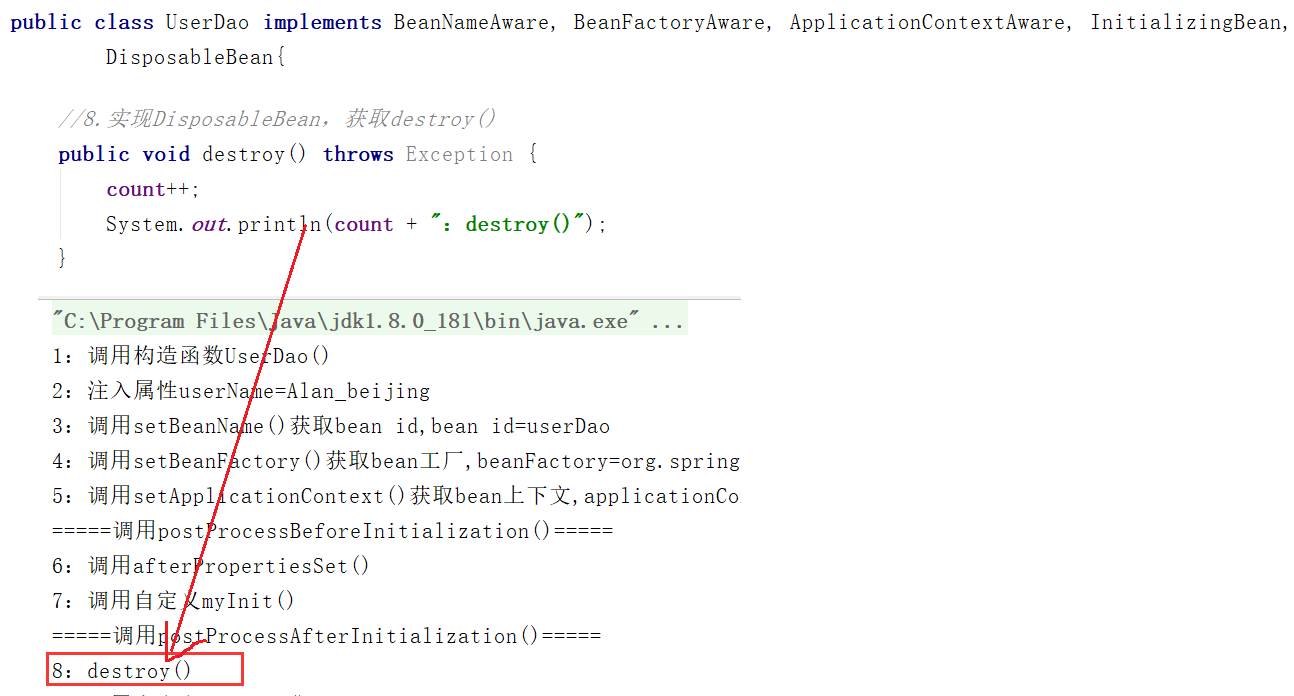 public class UserDao implements BeanNameAware, BeanFactoryAware, ApplicationContextAware, InitializingBean,
DisposableBean{
//8.实现DisposableBean，获取destroy()
public void destroy() throws Exception {
count++;
System.out.println(count + ": destroy()");
}
"C:\Program Files\Java\jdk1.8.0_181\bin\java.exe" ...
1：调用构造函数UserDao()
2：注入属性userName=Alan_beijing
3：调用setBeanName()获取bean id,bean id=userDao
4：调用setBeanFactory()获取bean工厂,beanFactory=org.spring
5：调用setApplicationContext()获取bean上下文,applicationCo
=====调用postProcessBeforeInitialization()=====
6：调用afterPropertiesSet()
7：调用自定义myInit()
=====调用postProcessAfterInitialization()=====
8：destroy()